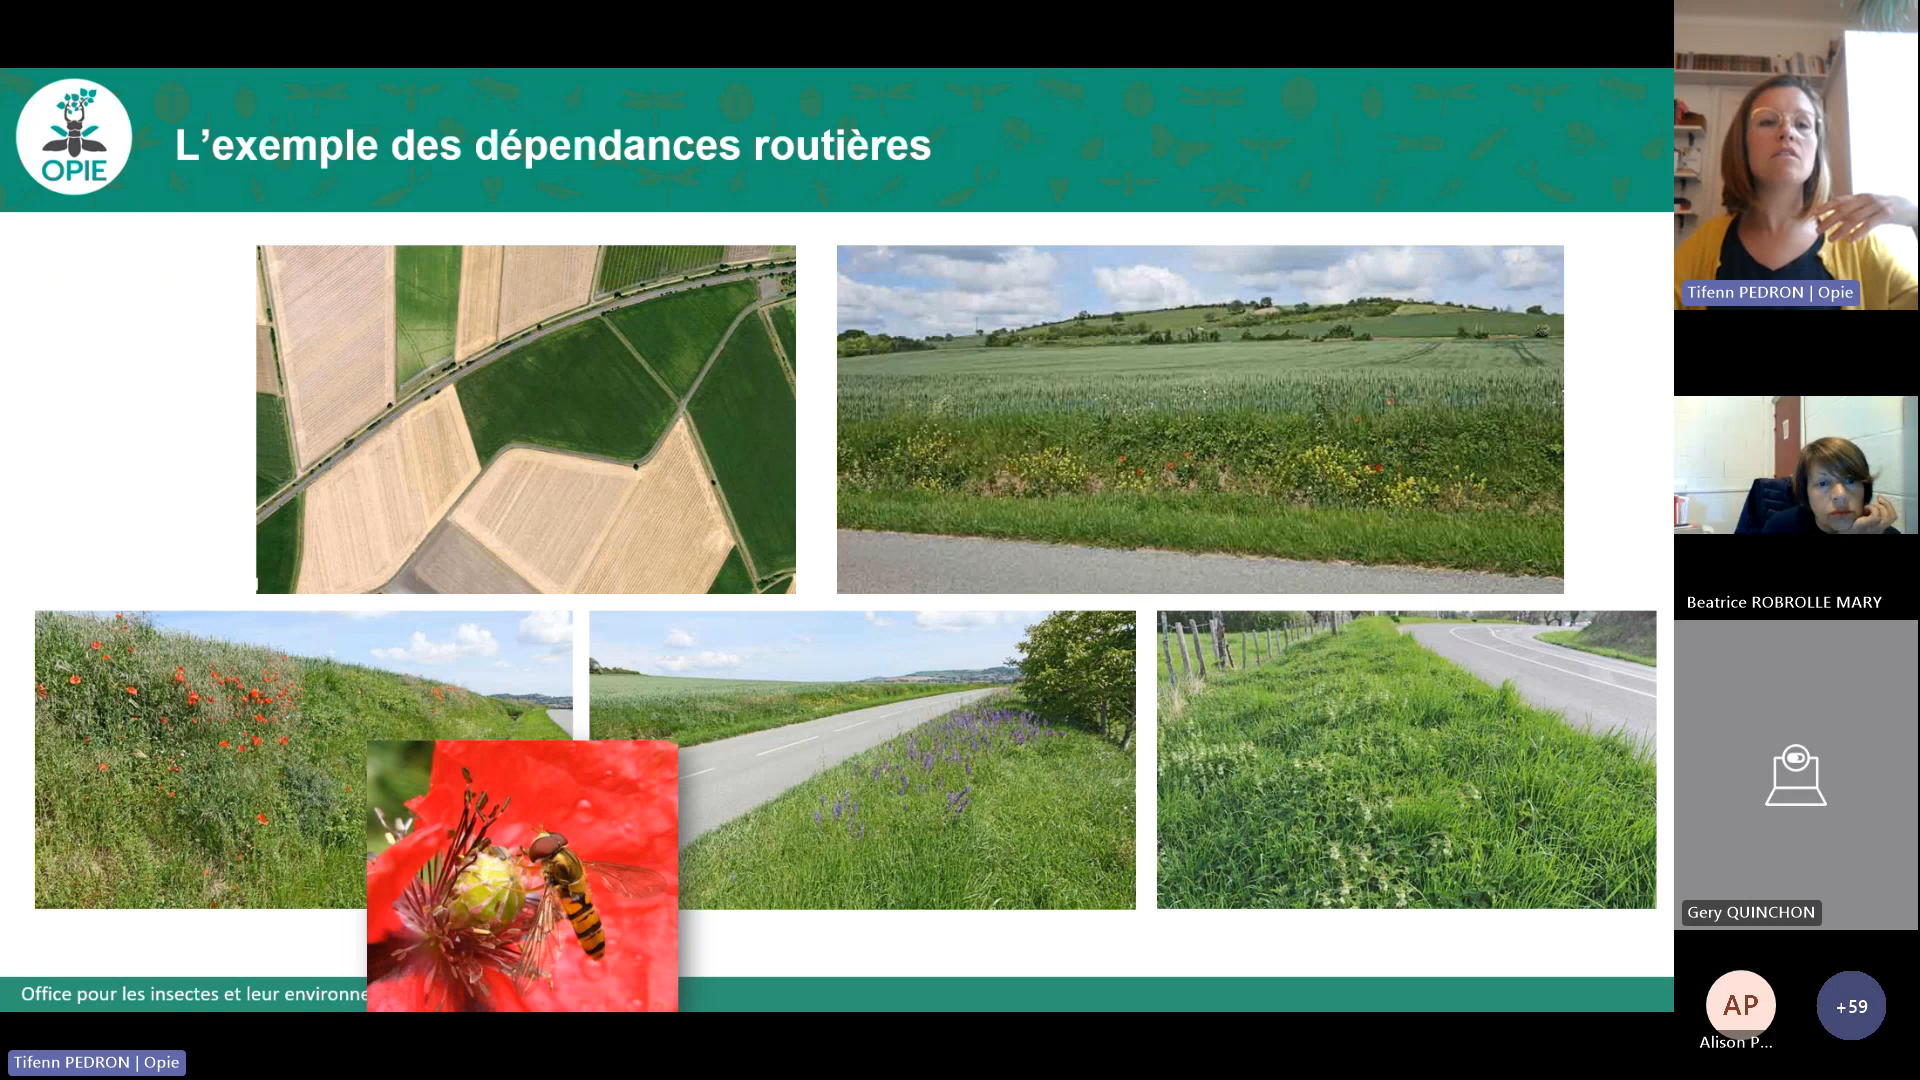 OPIE
L'exemple des dépendances routières
Office pour les insectes et leur environne
Tifenn PEDRON | Opie
Tifenn PEDRON | Opie
Beatrice ROBROLLE MARY
Gery QUINCHON
AP
Alison P...
+59